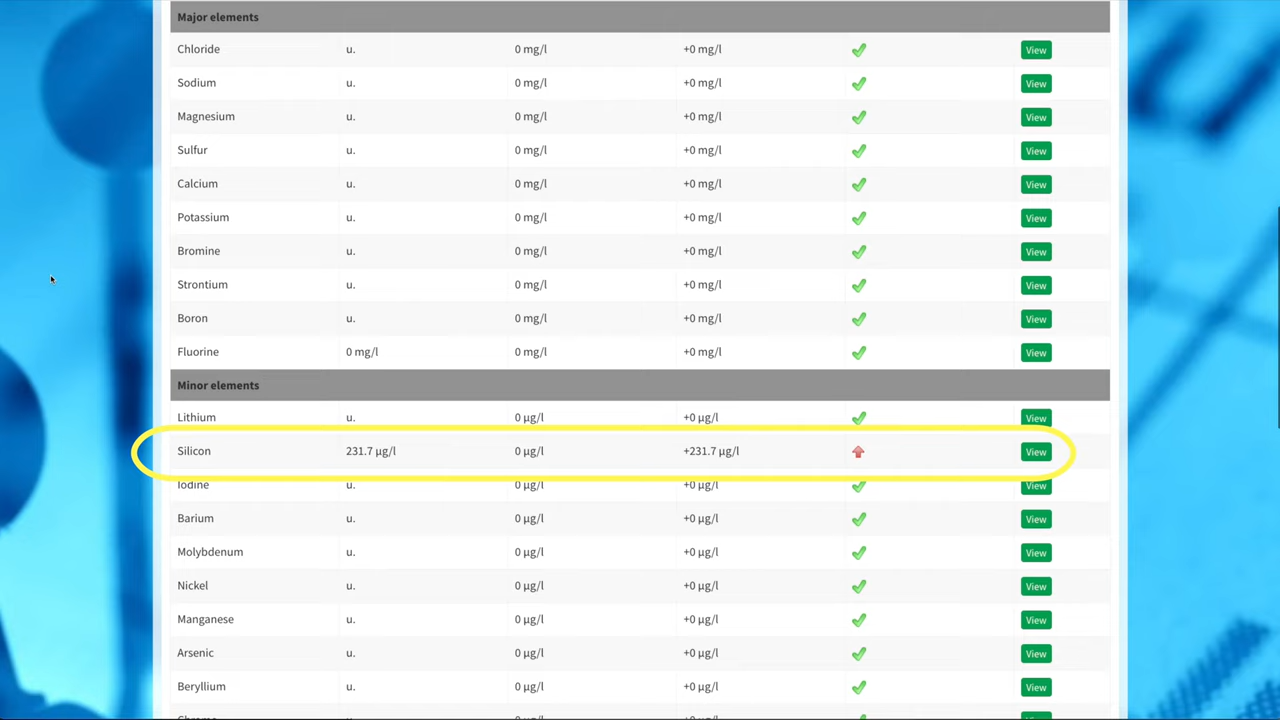 Major elements
Chloride u. 0 mg/l +0 mg/l View
Sodium u. 0 mg/l +0 mg/l View
Magnesium u. 0 mg/l +0 mg/l View
Sulfur u. 0 mg/l +0 mg/l View
Calcium u. 0 mg/l +0 mg/l View
Potassium u. 0 mg/l +0 mg/l View
Bromine u. 0 mg/l +0 mg/l View
Strontium u. 0 mg/l +0 mg/l View
Boron u. 0 mg/l +0 mg/l View
Fluorine 0 mg/l 0 mg/l +0 mg/l View
Minor elements
Lithium u. 0 µg/l +0 µg/l View
Silicon 231.7 µg/l 0 µg/l +231.7 µg/l View
Iodine u. 0 µg/l +0 µg/l View
Barium u. 0 µg/l +0 µg/l View
Molybdenum u. 0 µg/l +0 µg/l View
Nickel u. 0 µg/l +0 µg/l View
Manganese u. 0 µg/l +0 µg/l View
Arsenic u. 0 µg/l +0 µg/l View
Beryllium u. 0 µg/l +0 µg/l View